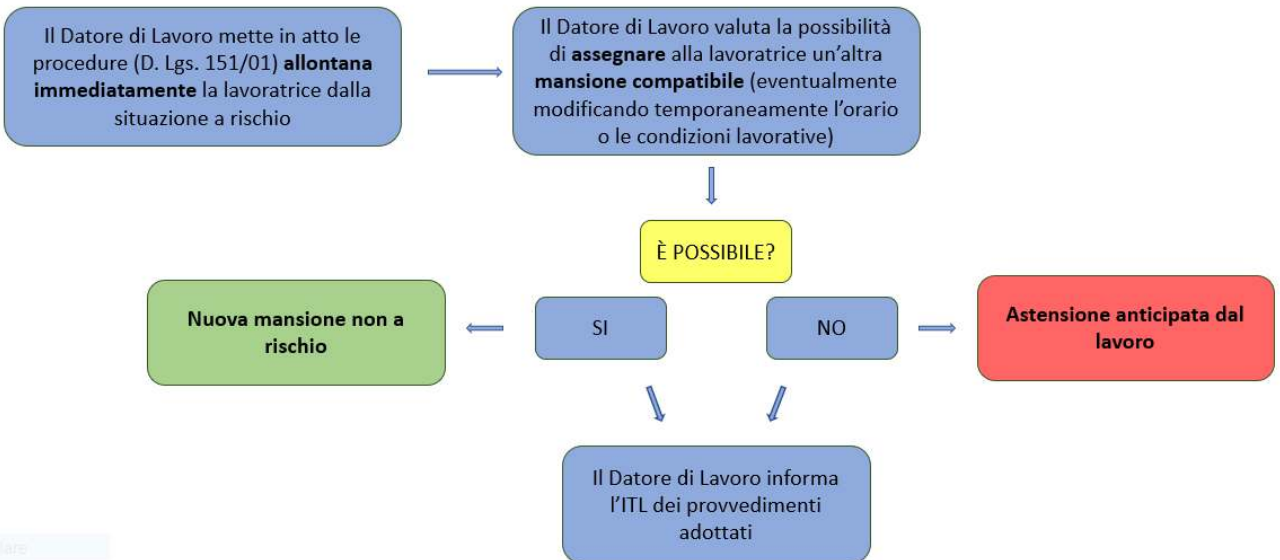 Il Datore di Lavoro mette in atto le
procedure (D. Lgs. 151/01) allontana
immediatamente la lavoratrice dalla
situazione a rischio
Il Datore di Lavoro valuta la possibilità
di assegnare alla lavoratrice un'altra
mansione compatibile (eventualmente
modificando temporaneamente l'orario
o le condizioni lavorative)
È POSSIBILE?
Nuova mansione non a
rischio
SI
NO
Astensione anticipata dal
lavoro
Il Datore di Lavoro informa
l'ITL dei provvedimenti
adottati